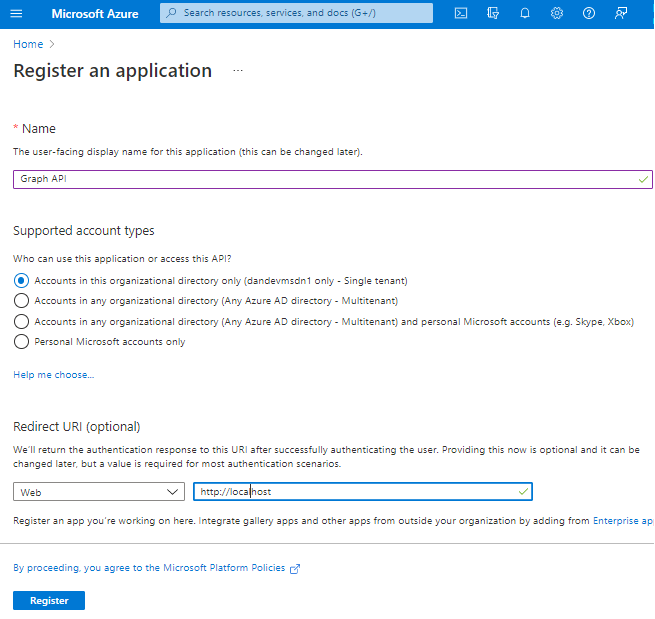 Microsoft Azure
Search resources, services, and docs (G+/)
Home
Register an application
...
* Name
The user-facing display name for this application (this can be changed later).
Graph API
Supported account types
Who can use this application or access this API?
Accounts in this organizational directory only (dandevmsdn1 only - Single tenant)
Accounts in any organizational directory (Any Azure AD directory - Multitenant)
Accounts in any organizational directory (Any Azure AD directory - Multitenant) and personal Microsoft accounts (e.g. Skype, Xbox)
Personal Microsoft accounts only
Help me choose...
Redirect URI (optional)
We'll return the authentication response to this URI after successfully authenticating the user. Providing this now is optional and it can be
changed later, but a value is required for most authentication scenarios.
Web
http://localhost
Register an app you're working on here. Integrate gallery apps and other apps from outside your organization by adding from Enterprise ap
By proceeding, you agree to the Microsoft Platform Policies
Register